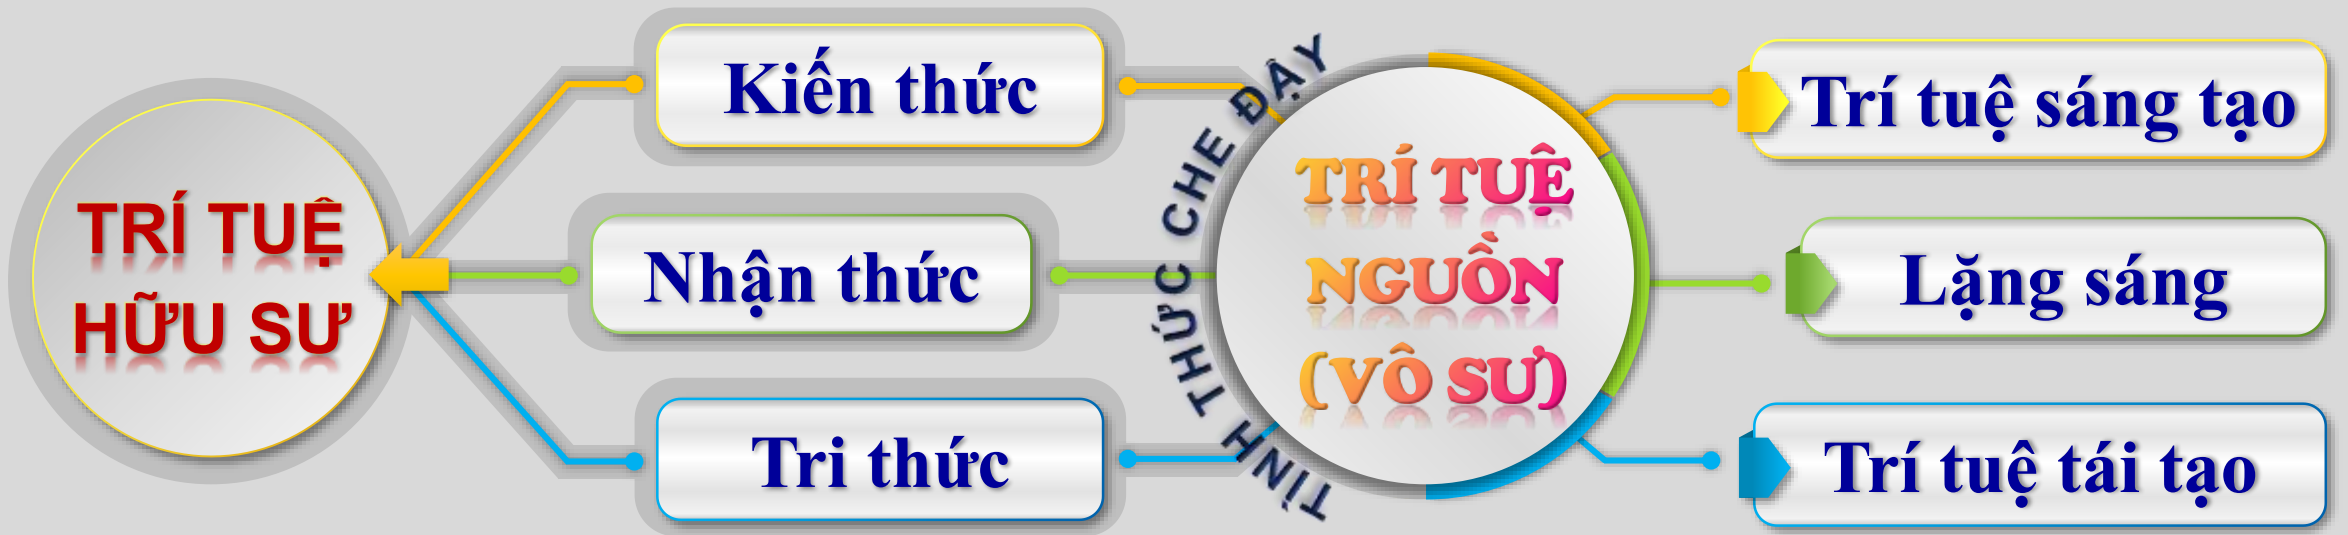 TRÍ TUỆ
HỮU SƯ
Kiến thức
Nhận thức
Tri thức
TÌNH THỨC CHE ĐẬY
TRÍ TUỆ
NGUỒN
(VÔ SƯ)
Trí tuệ sáng tạo
Lặng sáng
Trí tuệ tái tạo